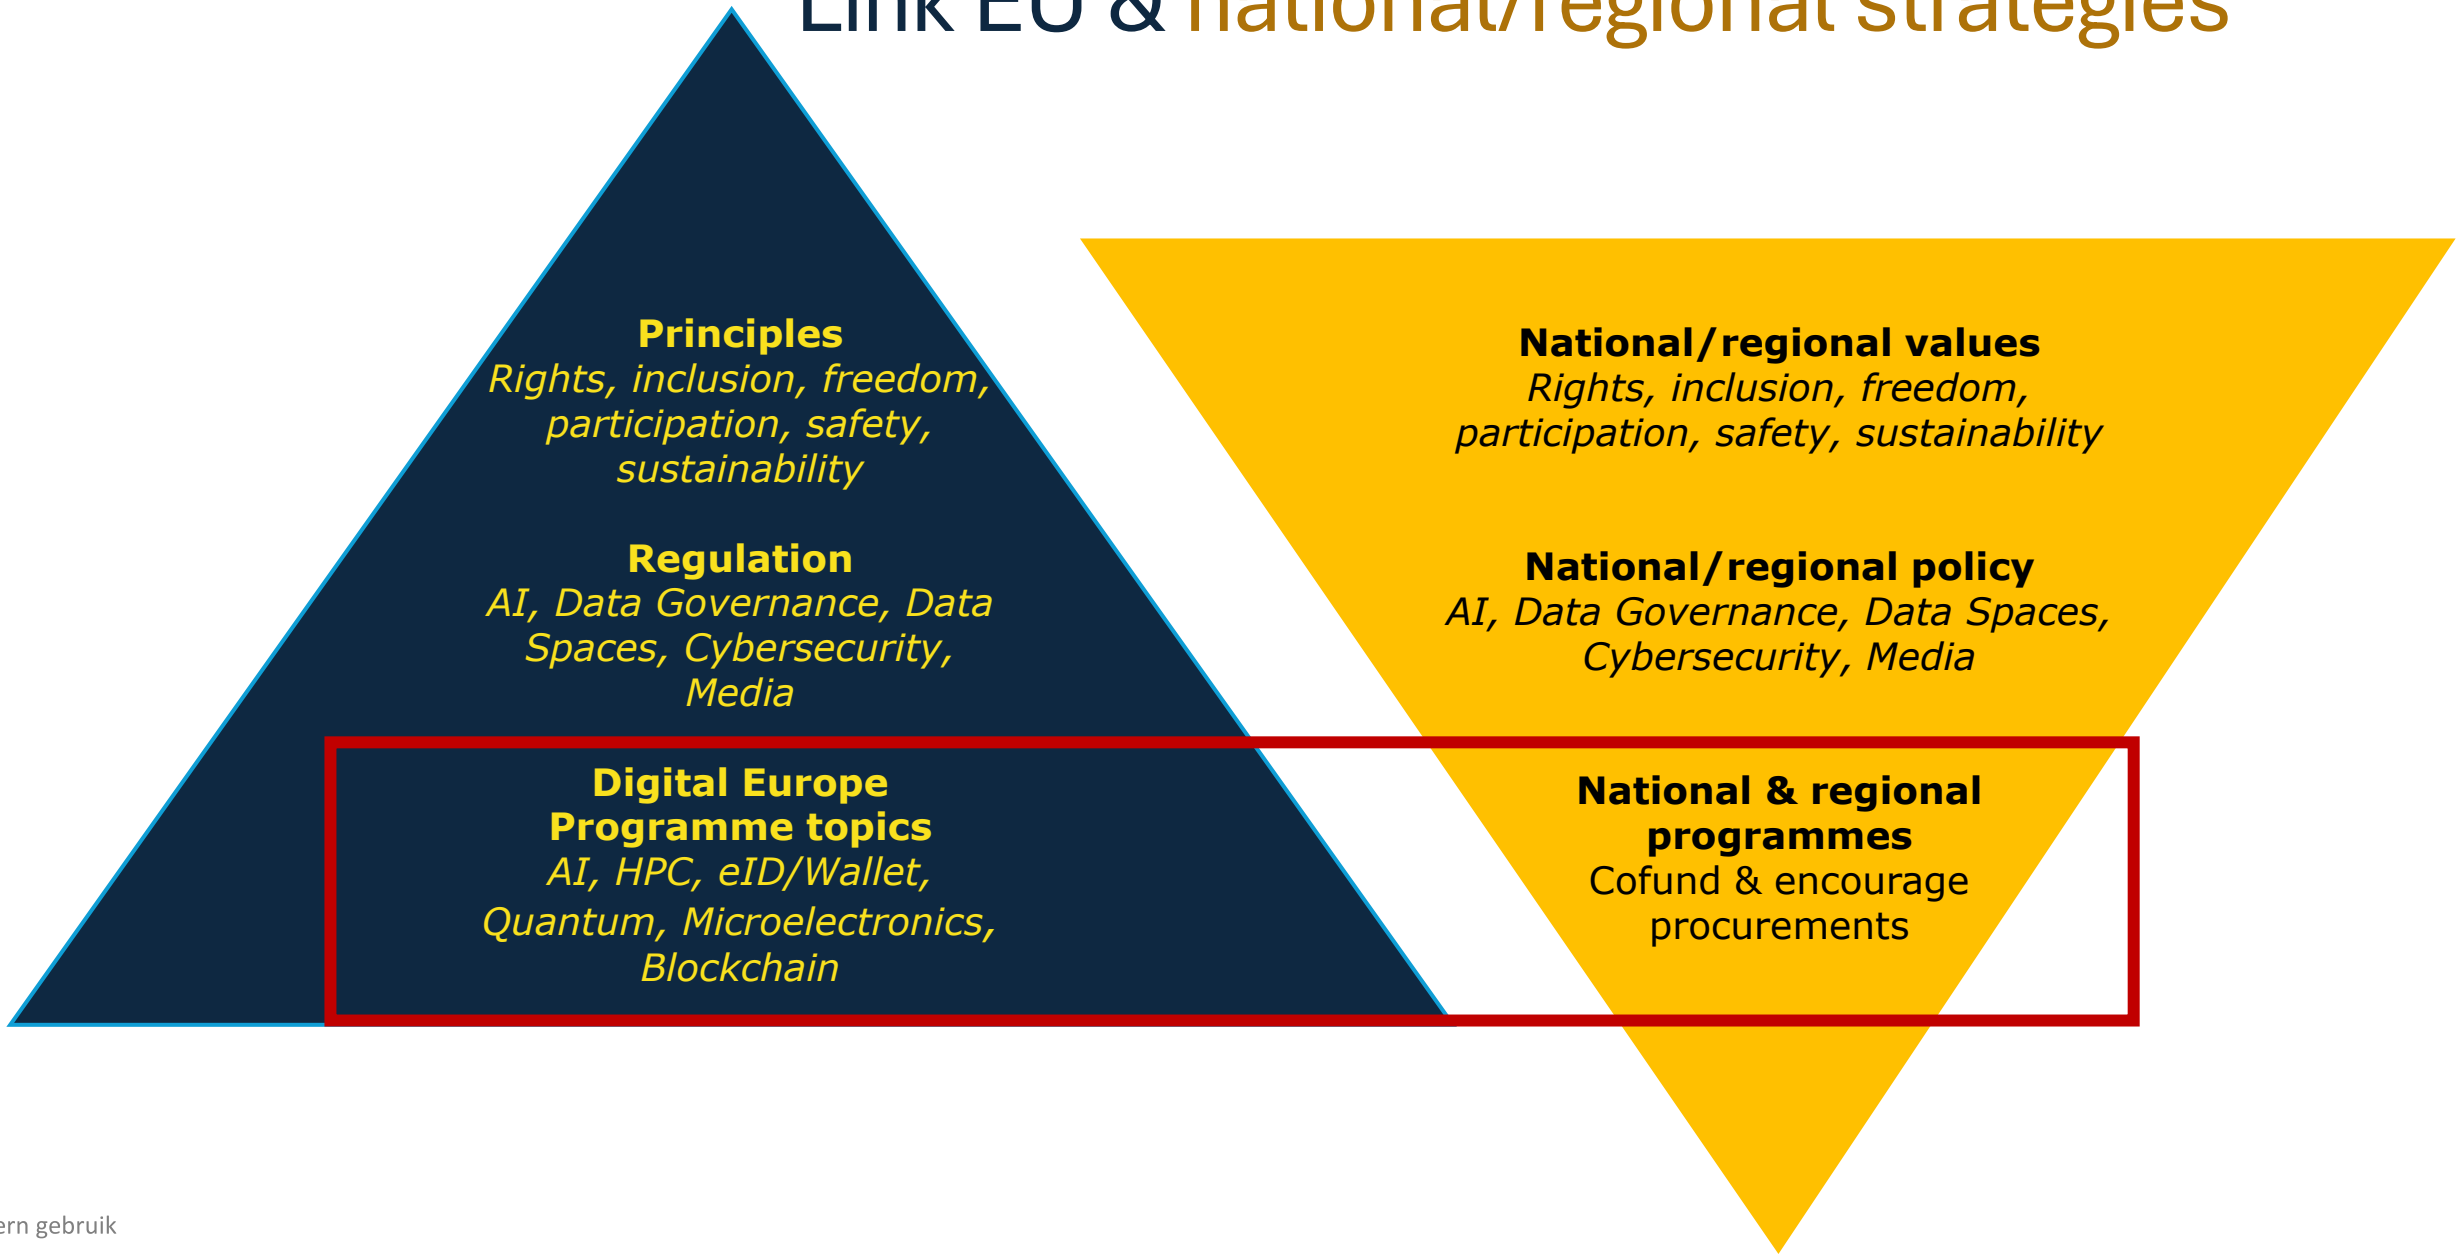 Link EU & national/regional strategies
Principles
Rights, inclusion, freedom,
participation, safety,
sustainability
Regulation
AI, Data Governance, Data
Spaces, Cybersecurity,
Media
Digital Europe
Programme topics
AI, HPC, eID/Wallet,
Quantum, Microelectronics,
Blockchain
National/regional values
Rights, inclusion, freedom,
participation, safety, sustainability
National/regional policy
AI, Data Governance, Data Spaces,
Cybersecurity, Media
National & regional
programmes
Cofund & encourage
procurements
ern gebruik